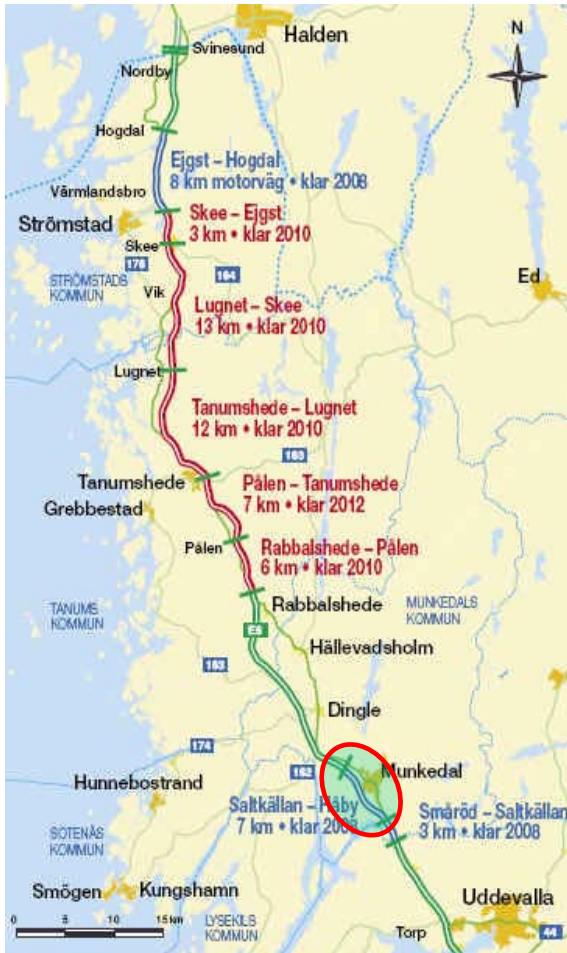 N
Halden
Svinesund
Nordby
Hogdal
Ejgst – Hogdal
8 km motorväg • klar 2008
Värmlandsbro
Skee – Ejgst
3 km • klar 2010
Strömstad
Skee
176
164
STRÖMSTADS
KOMMUN
Vik
Ed
Lugnet – Skee
13 km • klar 2010
Lugnet
Tanumshede – Lugnet
12 km • klar 2010
163
Tanumshede
Pålen – Tanumshede
7 km • klar 2012
Grebbestad
Pålen
Rabbalshede – Pålen
6 km • klar 2010
Rabbalshede
TANUMS
KOMMUN
MUNKEDALS
KOMMUN
E6
Hällevadsholm
163
Dingle
174
162
Munkedal
Hunnebostrand
Saltkällan – Håby
7 km • klar 2008
Småröd – Saltkällan
3 km • klar 2008
SOTENÄS
KOMMUN
Smögen
Kungshamn
Uddevalla
0 5 10 15 km
LYSEKILS
KOMMUN
Torp
44